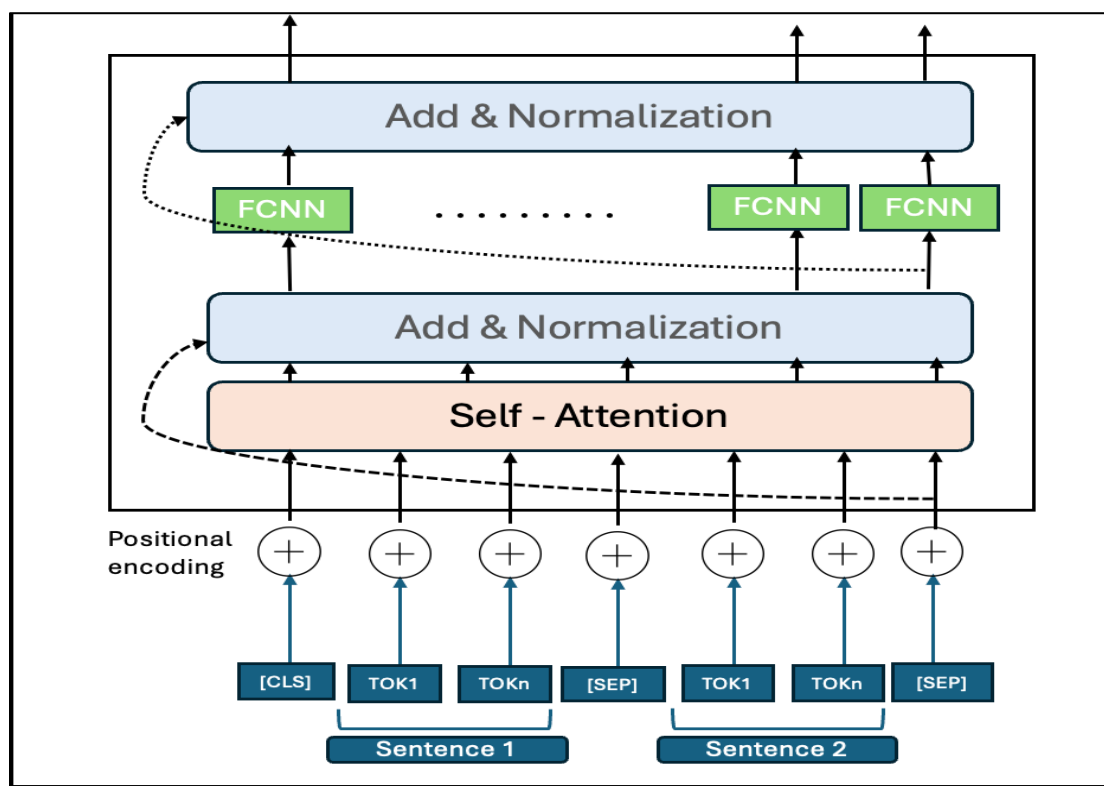 Add & Normalization
FCNN
. . . . . . . . .
FCNN
FCNN
Add & Normalization
Self - Attention
Positional
encoding
[CLS]
TOK1
TOKn
[SEP]
TOK1
TOKn
[SEP]
Sentence 1
Sentence 2